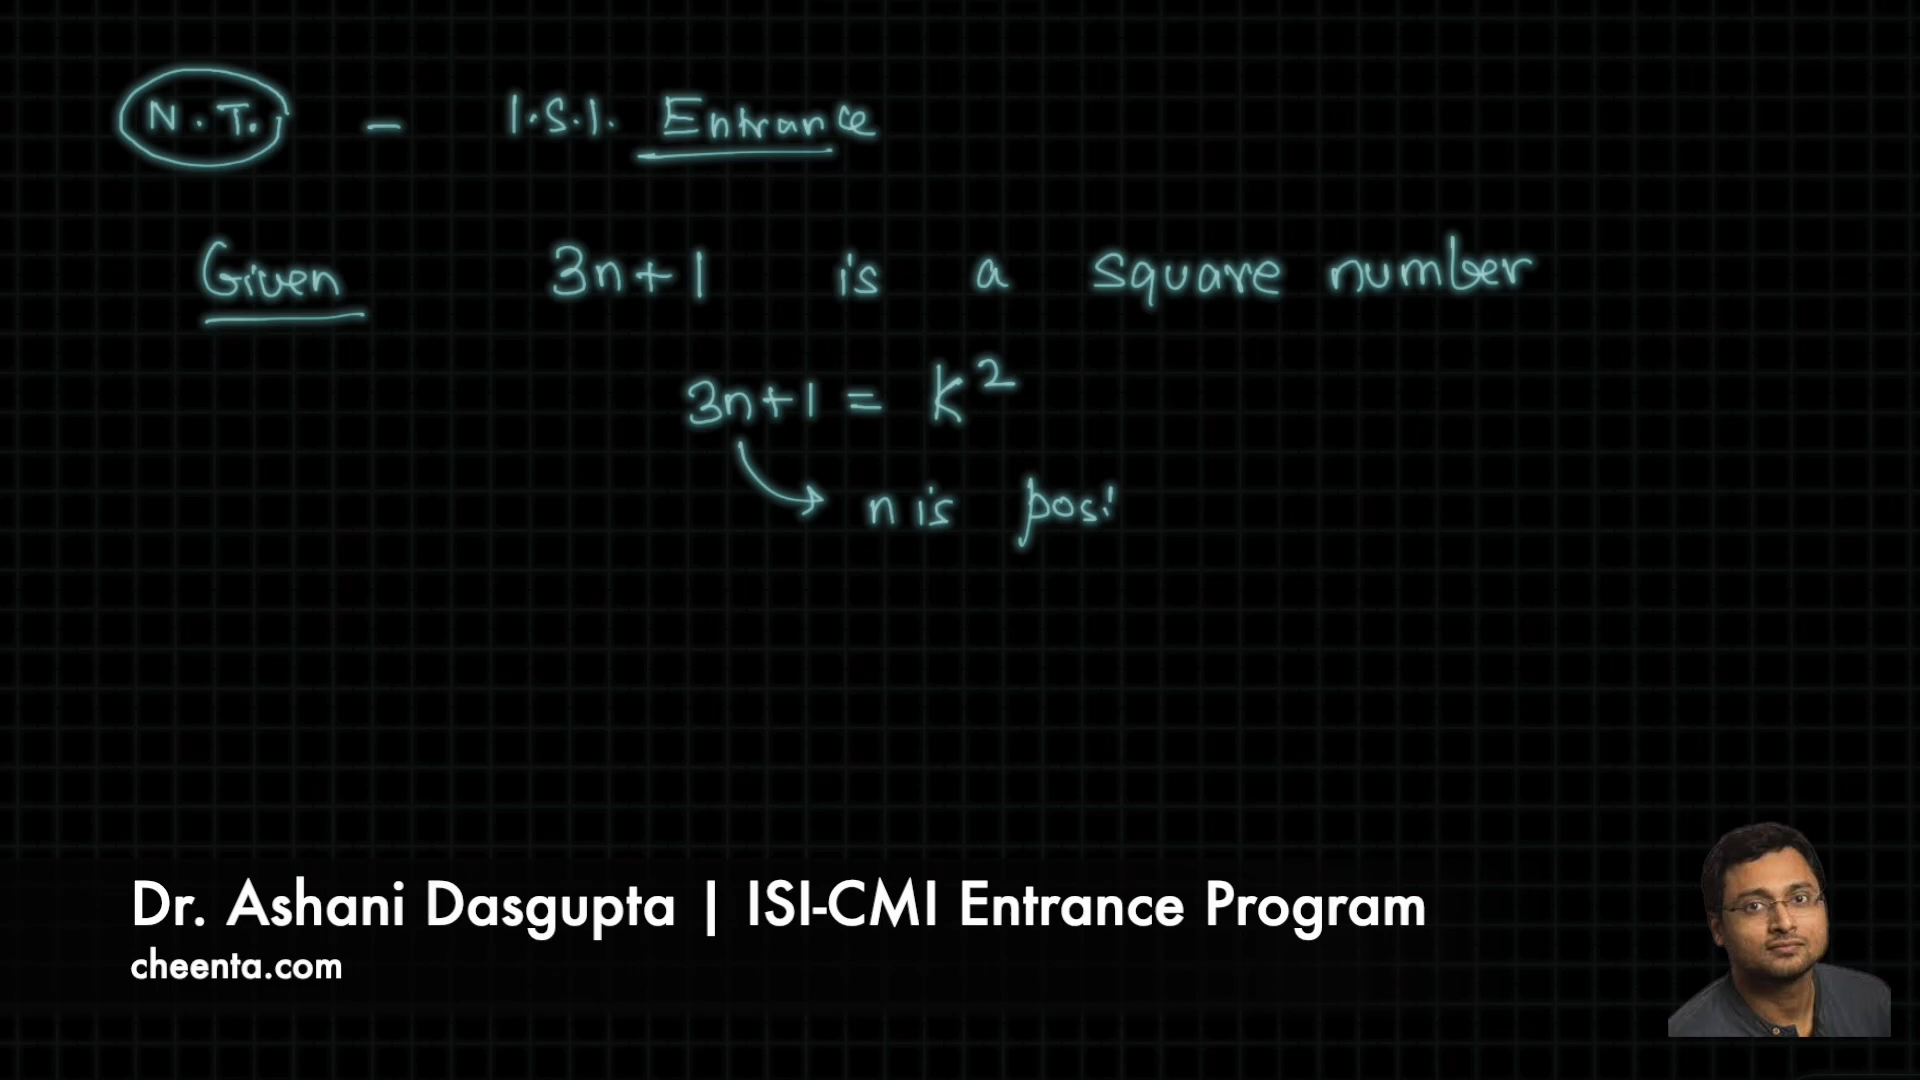 N.T. - I.S.I. Entrance
Given 3n+1 is a square number
3n+1 = k²
n is posi
Dr. Ashani Dasgupta | ISI-CMI Entrance Program
cheenta.com